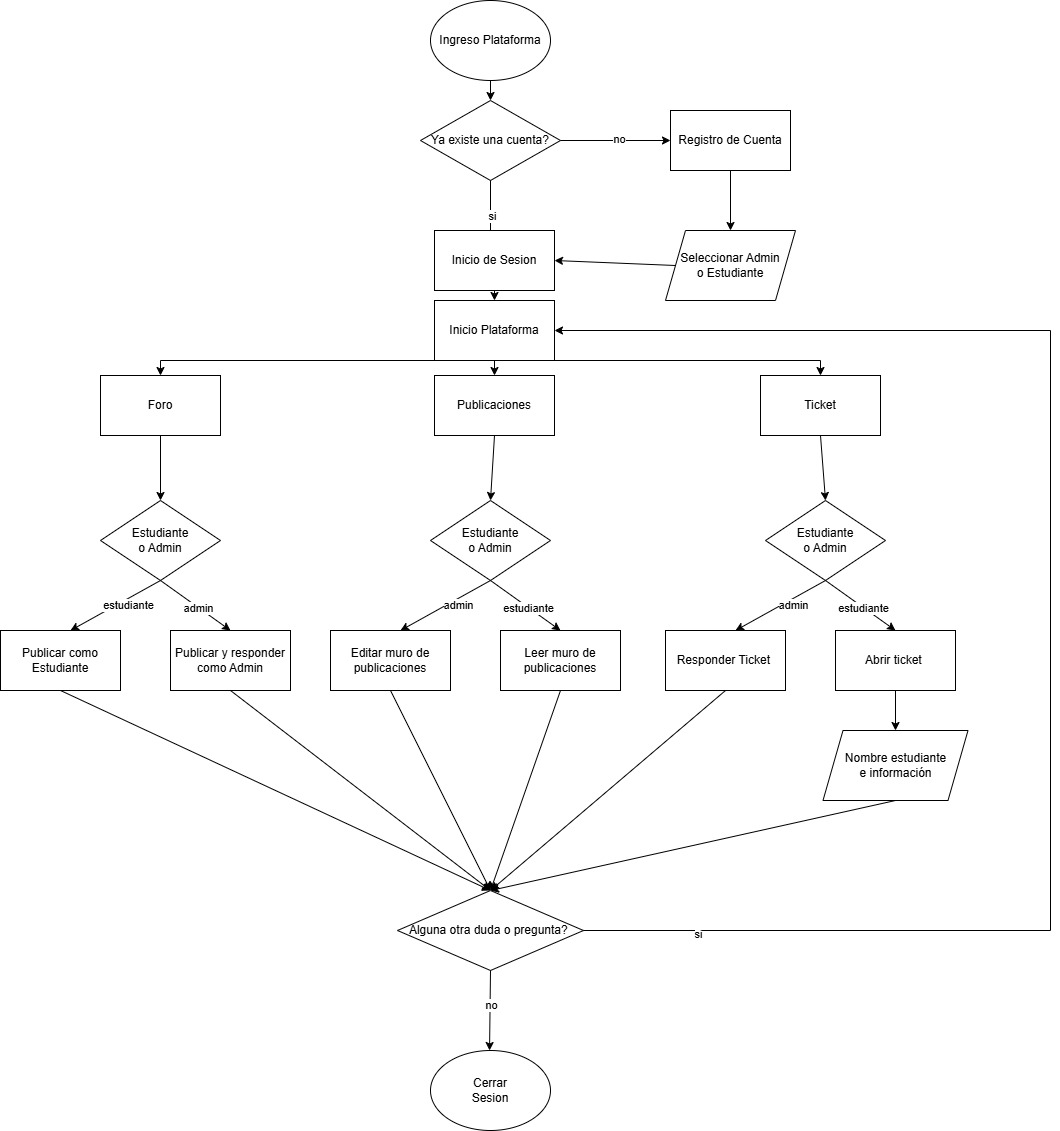 Ingreso Plataforma
Ya existe una cuenta?
no
Registro de Cuenta
si
Inicio de Sesion
Seleccionar Admin
o Estudiante
Inicio Plataforma
Foro
Publicaciones
Ticket
Estudiante
o Admin
Estudiante
o Admin
Estudiante
o Admin
estudiante
admin
admin
estudiante
admin
estudiante
Publicar como
Estudiante
Publicar y responder
como Admin
Editar muro de
publicaciones
Leer muro de
publicaciones
Responder Ticket
Abrir ticket
Nombre estudiante
e información
Alguna otra duda o pregunta?
si
no
Cerrar
Sesion